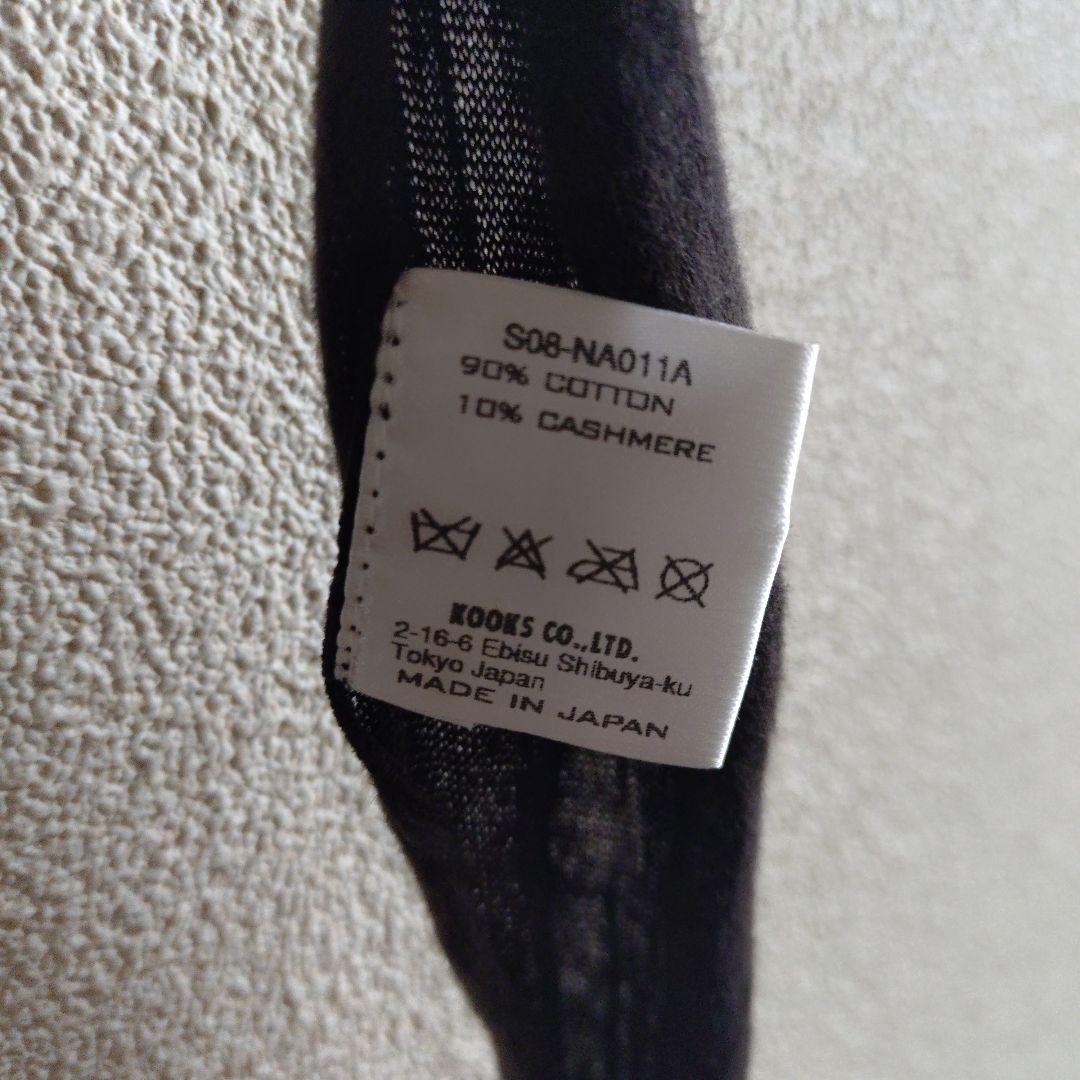 S08-NA011A
90% COTTON
10% CASHMERE
KOOKS CO.,LTD.
2-16-6 Ebisu Shibuya-ku
Tokyo Japan
MADE IN JAPAN